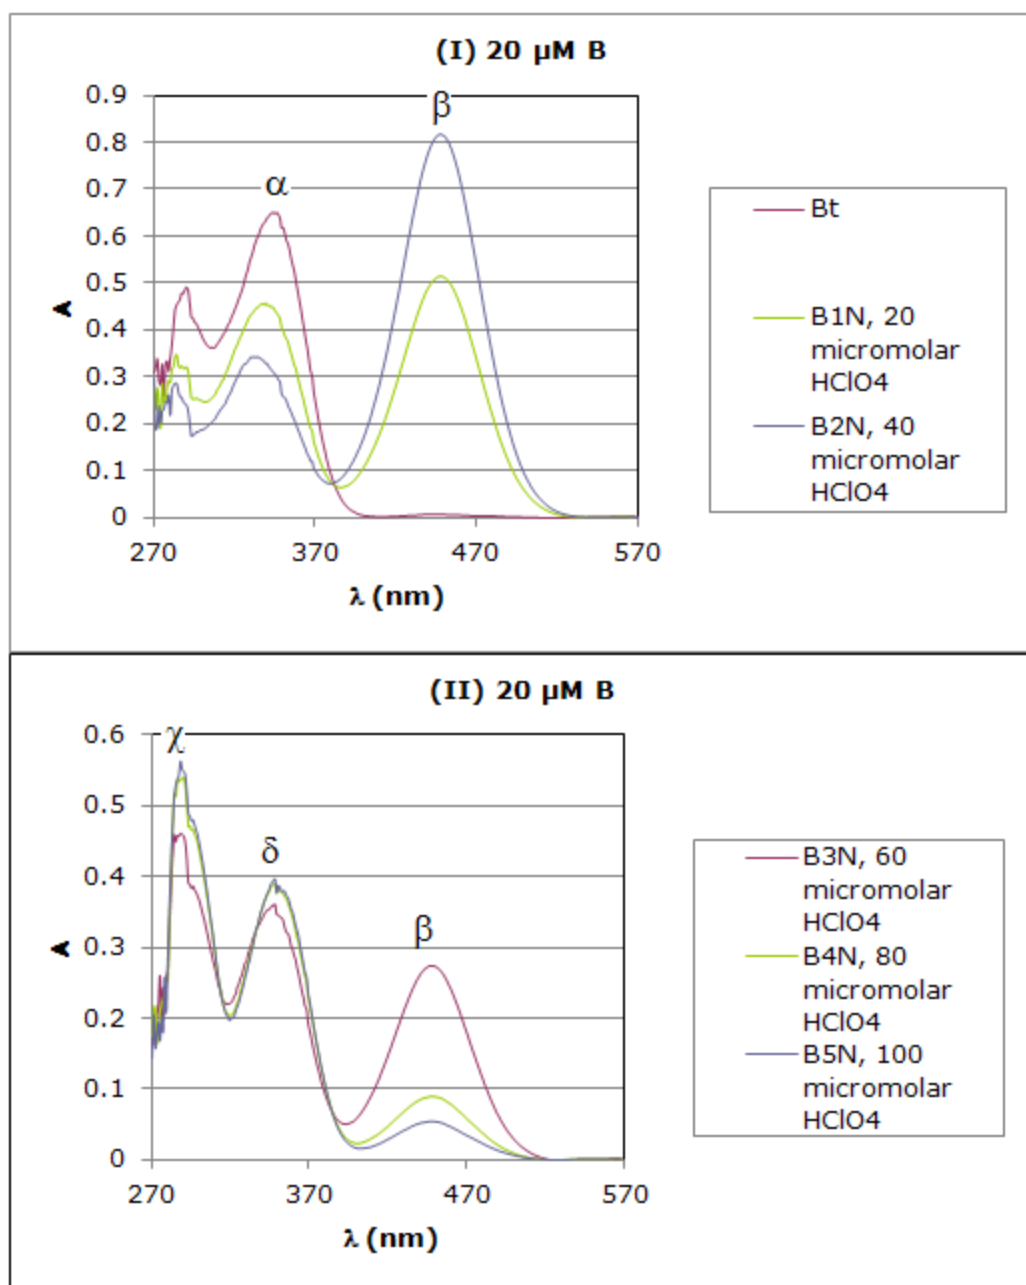 (I) 20 µM B
0.9
0.8
0.7
0.6
0.5
0.4
0.3
0.2
0.1
0
A
α
β
270 370 470 570
λ (nm)
Bt
B1N, 20
micromolar
HClO4
B2N, 40
micromolar
HClO4
(II) 20 µM B
0.6
0.5
0.4
0.3
0.2
0.1
0
A
χ
δ
β
270 370 470 570
λ (nm)
B3N, 60
micromolar
HClO4
B4N, 80
micromolar
HClO4
B5N, 100
micromolar
HClO4